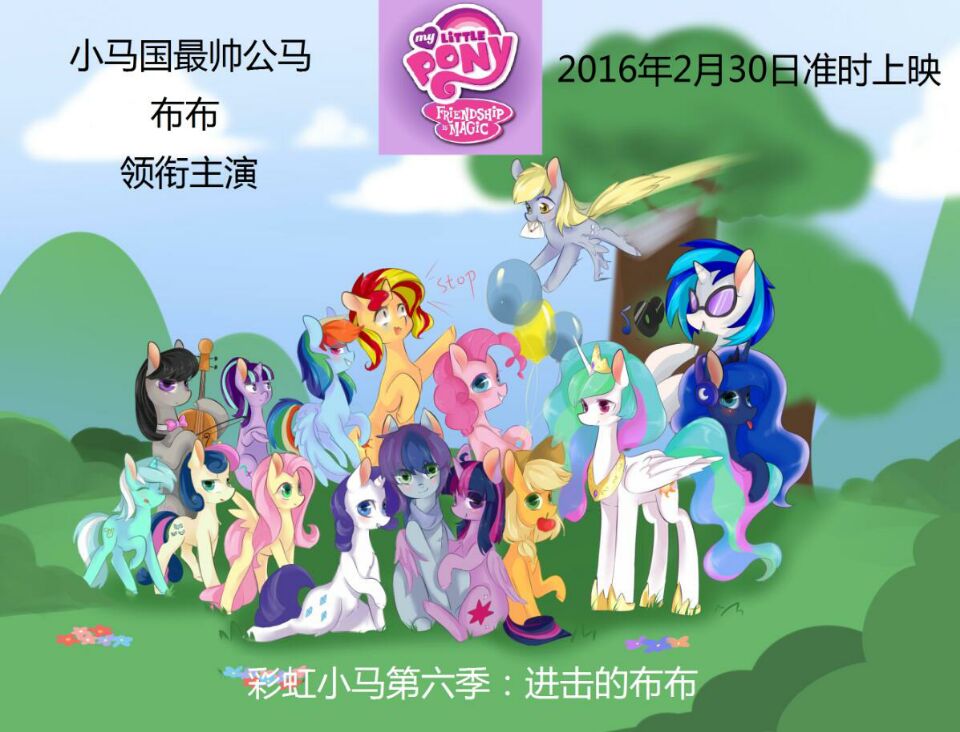 小马国最帅公马
布布
领衔主演
my LiTTLE
PONY
FRiENDSHiP
iS MAGiC
2016年2月30日准时上映
stop
彩虹小马第六季：进击的布布